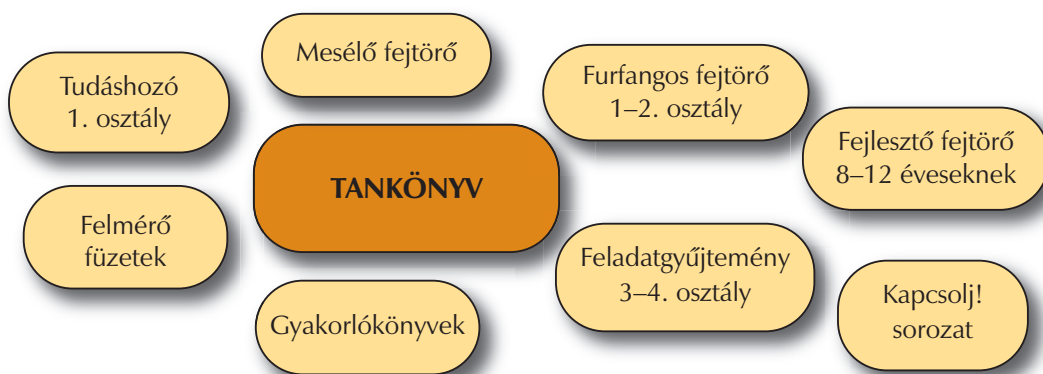 Mesélő fejtörő
Tudáshozó
1. osztály
Furfangos fejtörő
1–2. osztály
Fejlesztő fejtörő
8–12 éveseknek
TANKÖNYV
Felmérő
füzetek
Feladatgyűjtemény
3–4. osztály
Kapcsolj!
sorozat
Gyakorlókönyvek